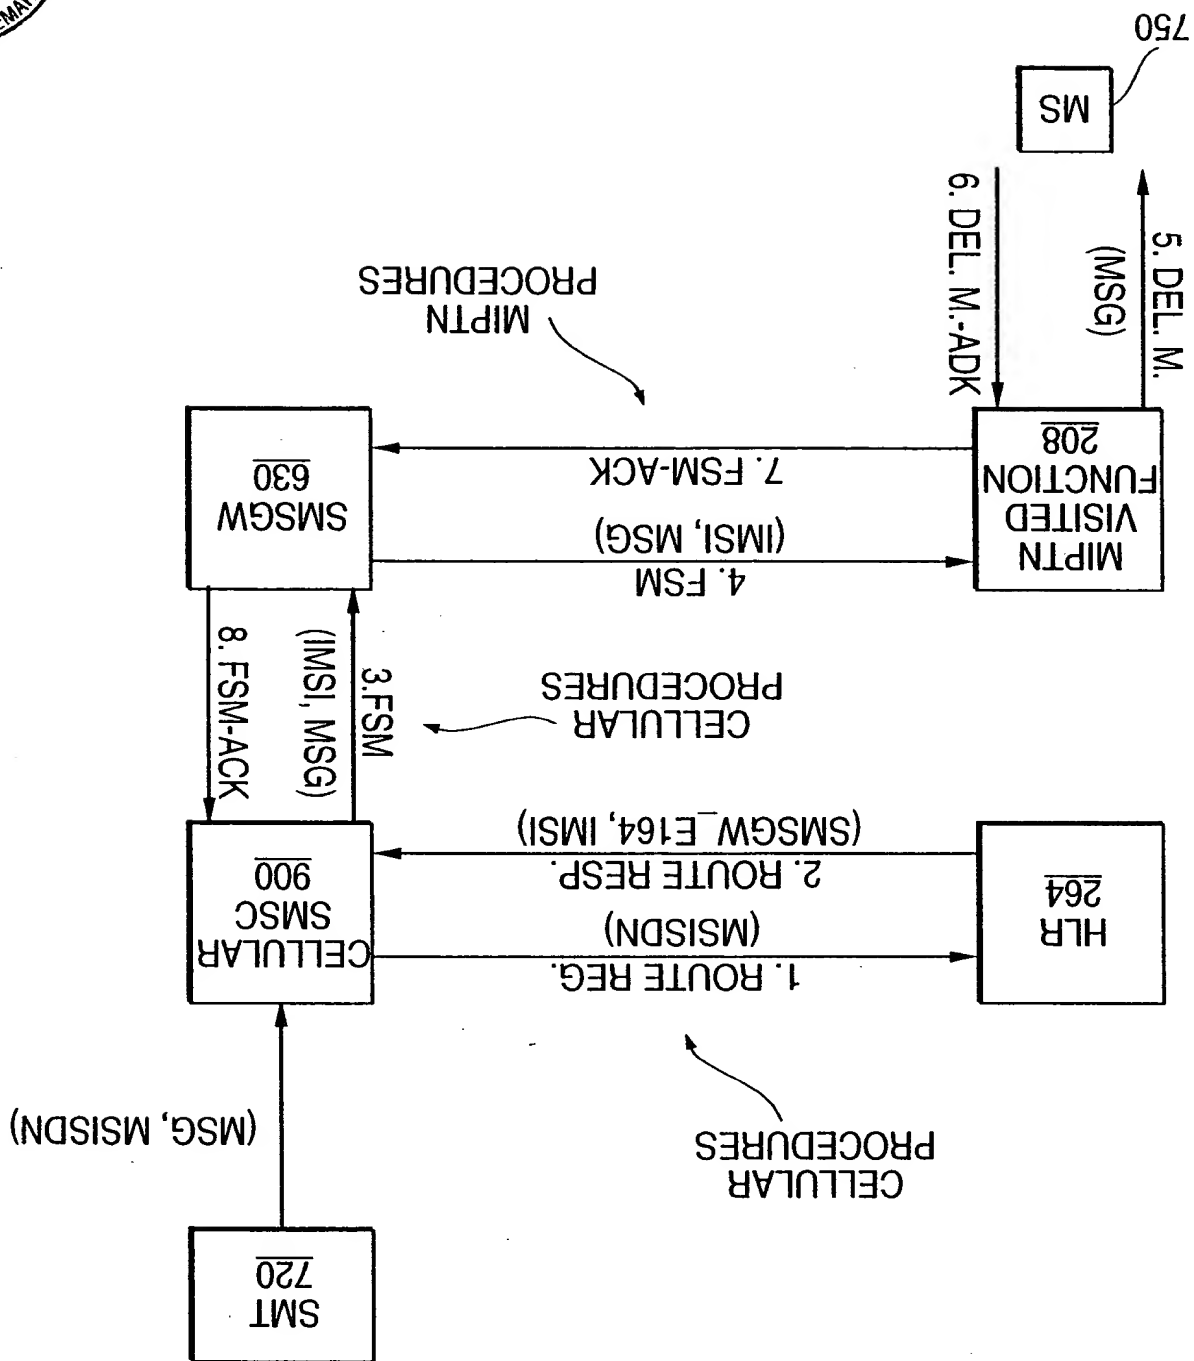 SMT
720
CELLULAR
PROCEDURES
(MSG, MSISDN)
1. ROUTE REG.
(MSISDN)
HLR
264
CELLULAR
SMSC
900
2. ROUTE RESP.
(SMSGW_E164, IMSI)
CELLULAR
PROCEDURES
3.FSM
(IMSI, MSG)
8. FSM-ACK
4. FSM
(IMSI, MSG)
MIPTN
VISITED
FUNCTION
208
SMSGW
630
7. FSM-ACK
MIPTN
PROCEDURES
5. DEL. M.
(MSG)
6. DEL. M.-ADK
MS
750